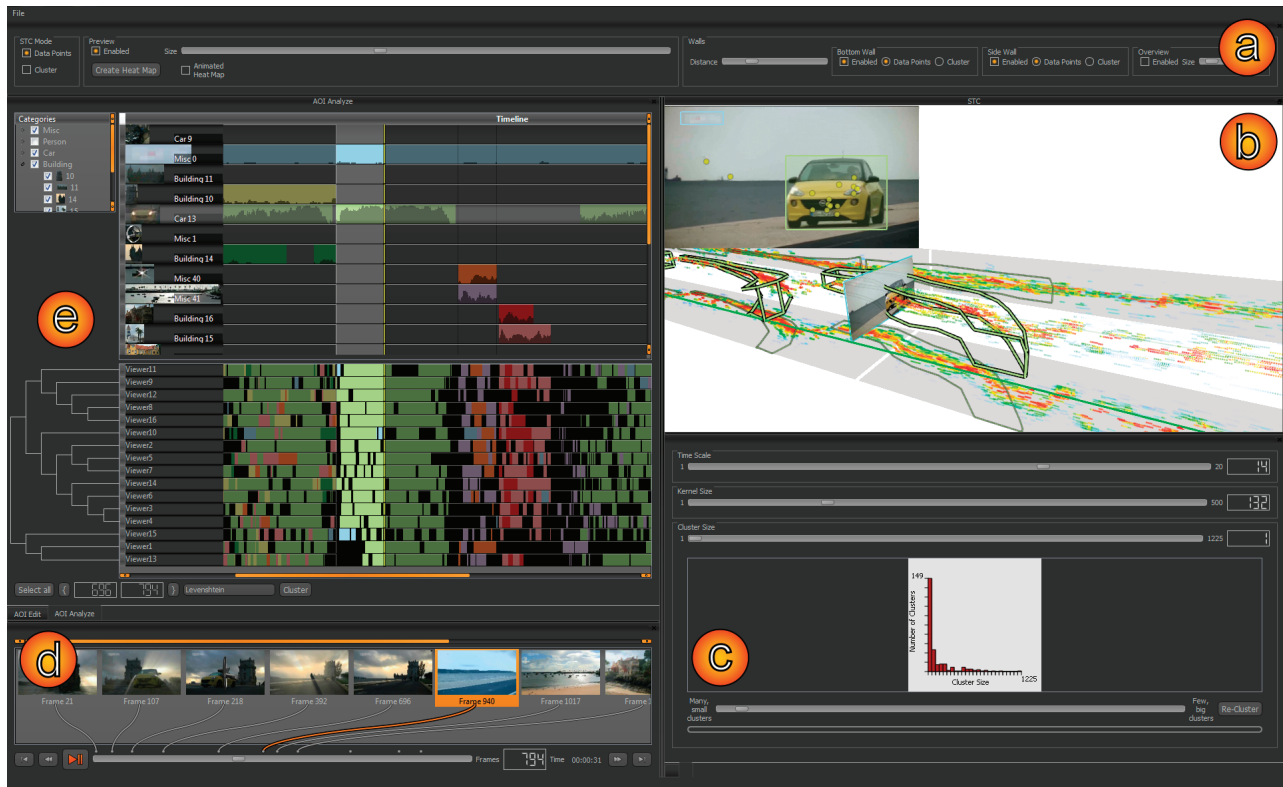 File
a
STC Mode
Data Points
Cluster
Preview
Enabled
Size
Create Heat Map
Animated
Heat Map
Walls
Distance
Bottom Wall
Enabled Data Points Cluster
Side Wall
Enabled Data Points Cluster
Overview
Enabled Size
AOI Analyze
Categories
Misc
Person
Car
Building
10
11
14
15
Timeline
Car 9
Misc 0
Building 11
Building 10
Car 13
Misc 1
Building 14
Misc 40
Misc 41
Building 16
Building 15
e
Viewer11
Viewer9
Viewer12
Viewer8
Viewer16
Viewer10
Viewer2
Viewer5
Viewer7
Viewer14
Viewer6
Viewer3
Viewer4
Viewer15
Viewer1
Viewer13
Select all { 696 794 } Levenshtein Cluster
AOI Edit AOI Analyze
d
Frame 21 Frame 107 Frame 218 Frame 392 Frame 696 Frame 940 Frame 1017
Frames 794 Time 00:00:31
STC
b
Time Scale
1 20 14
Kernel Size
1 500 132
Cluster Size
1 1225 1
149
Number of Clusters
Cluster Size
1225
c
Many,
small
clusters
Few,
big
clusters
Re-Cluster